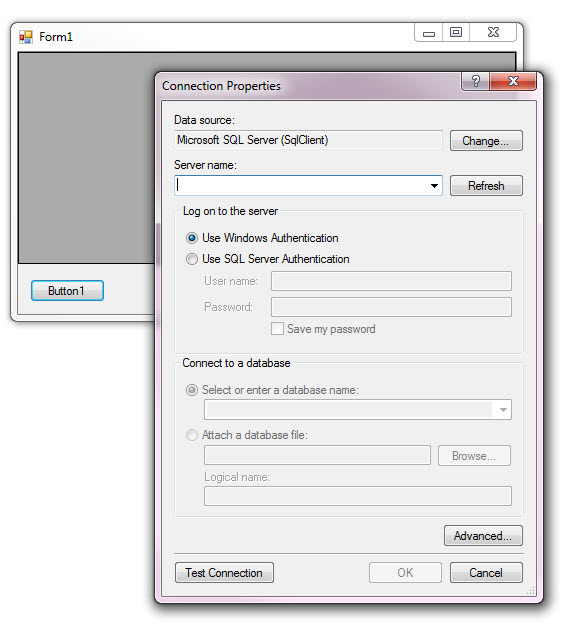 Form1
Connection Properties
Data source:
Microsoft SQL Server (SqlClient)
Change...
Server name:
Refresh
Log on to the server
Use Windows Authentication
Use SQL Server Authentication
User name:
Password:
Save my password
Connect to a database
Select or enter a database name:
Attach a database file:
Browse...
Logical name:
Advanced...
Test Connection
OK
Cancel
Button1